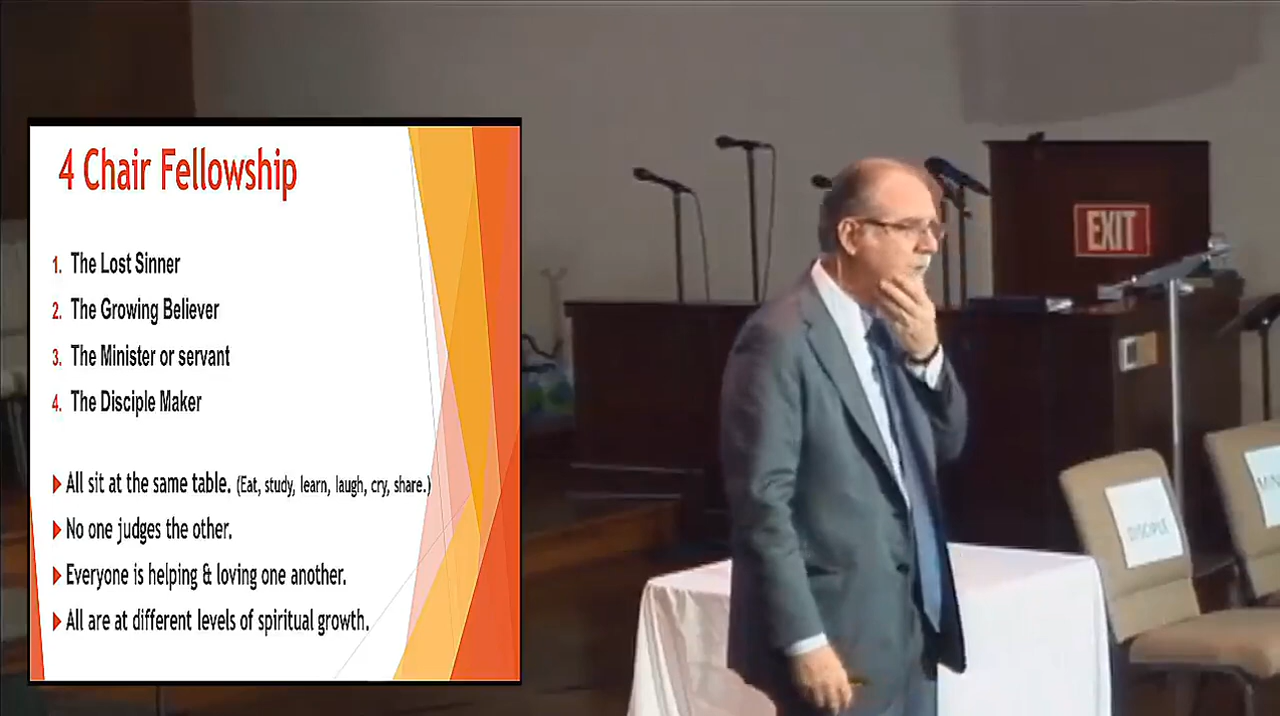 4 Chair Fellowship
1. The Lost Sinner
2. The Growing Believer
3. The Minister or servant
4. The Disciple Maker
All sit at the same table. (Eat, study, learn, laugh, cry, share.)
No one judges the other.
Everyone is helping & loving one another.
All are at different levels of spiritual growth.
EXIT
DISCIPLE